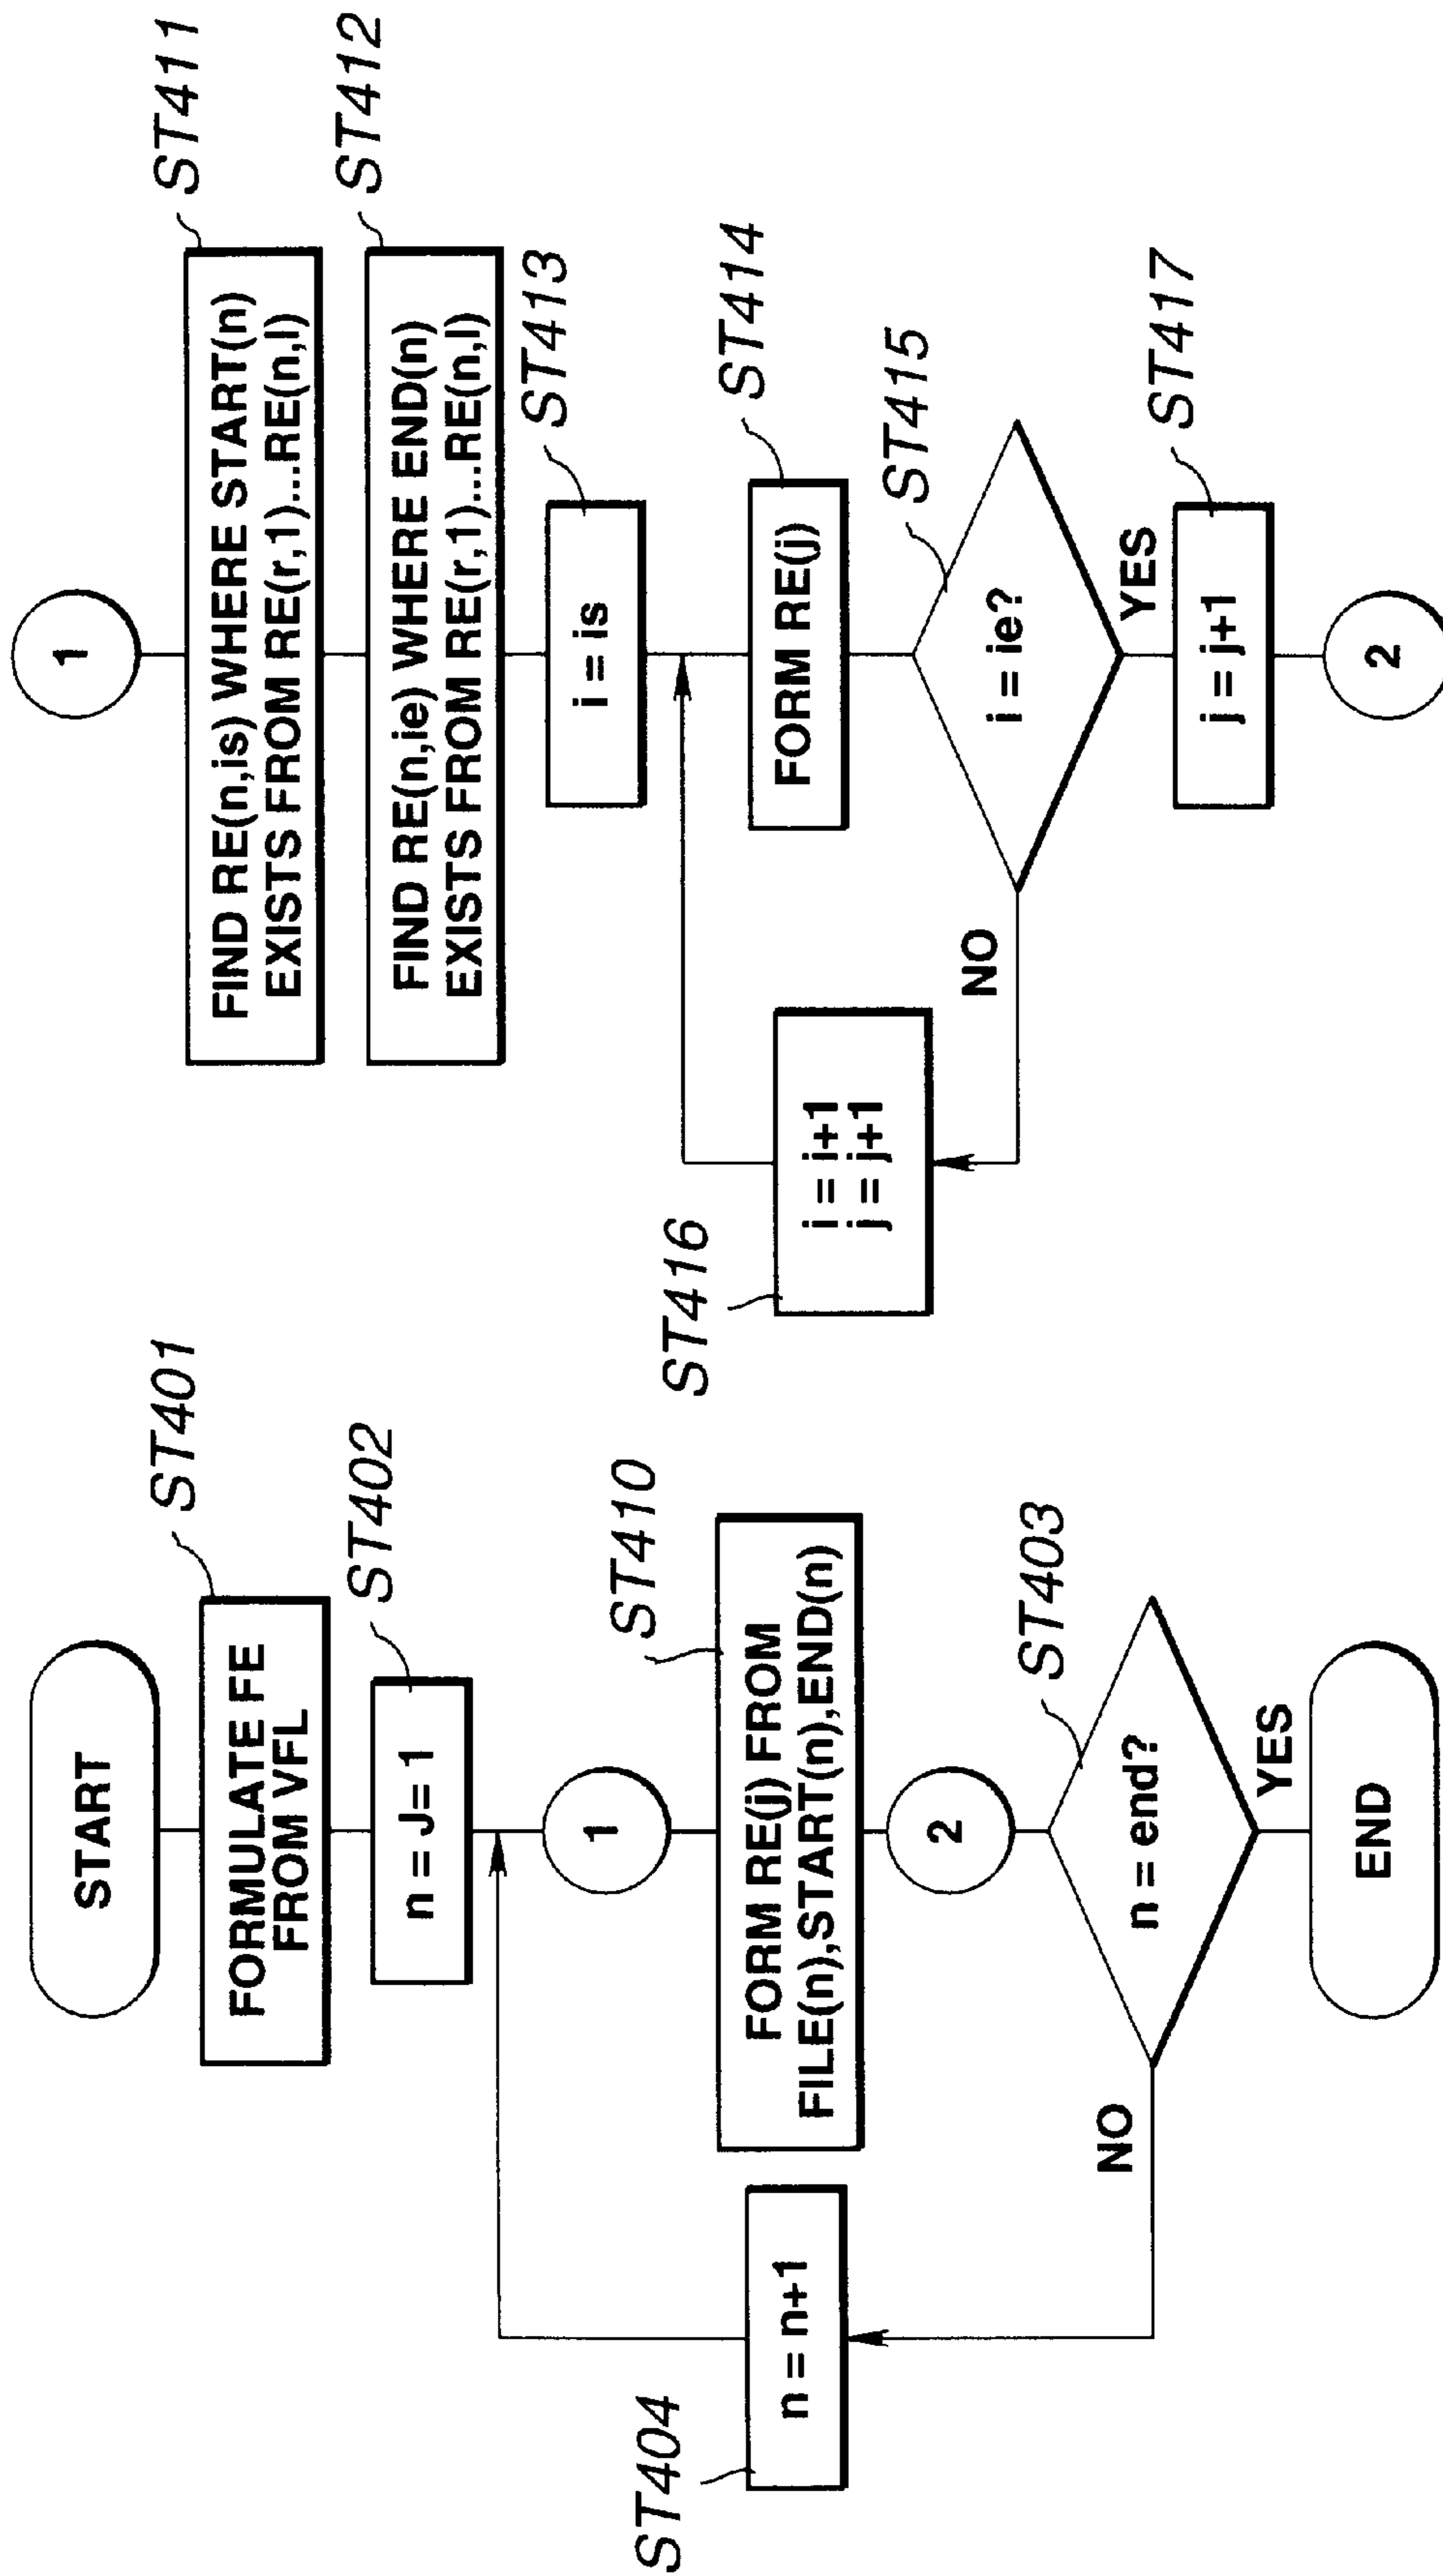 START
ST401
FORMULATE FE
FROM VFL
ST402
n = J= 1
1
ST410
FORM RE(j) FROM
FILE(n),START(n),END(n)
ST404
n = n+1
2
ST403
n = end?
NO
YES
END
1
ST411
FIND RE(n,is) WHERE START(n)
EXISTS FROM RE(r,1)...RE(n,l)
ST412
FIND RE(n,ie) WHERE END(n)
EXISTS FROM RE(r,1)...RE(n,l)
ST413
i = is
ST414
FORM RE(j)
ST416
i = i+1
j = j+1
ST415
i = ie?
NO
YES
ST417
j = j+1
2